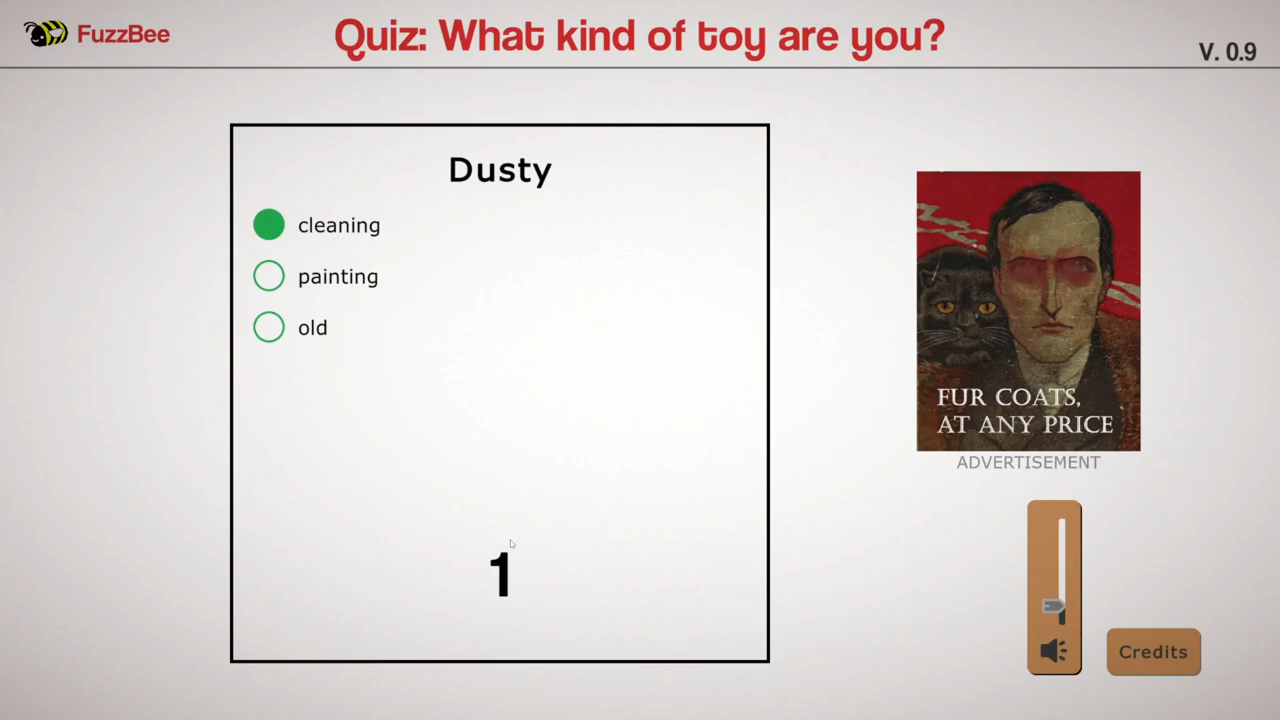 FuzzBee
Quiz: What kind of toy are you?
V. 0.9
Dusty
cleaning
painting
old
1
FUR COATS,
AT ANY PRICE
ADVERTISEMENT
Credits